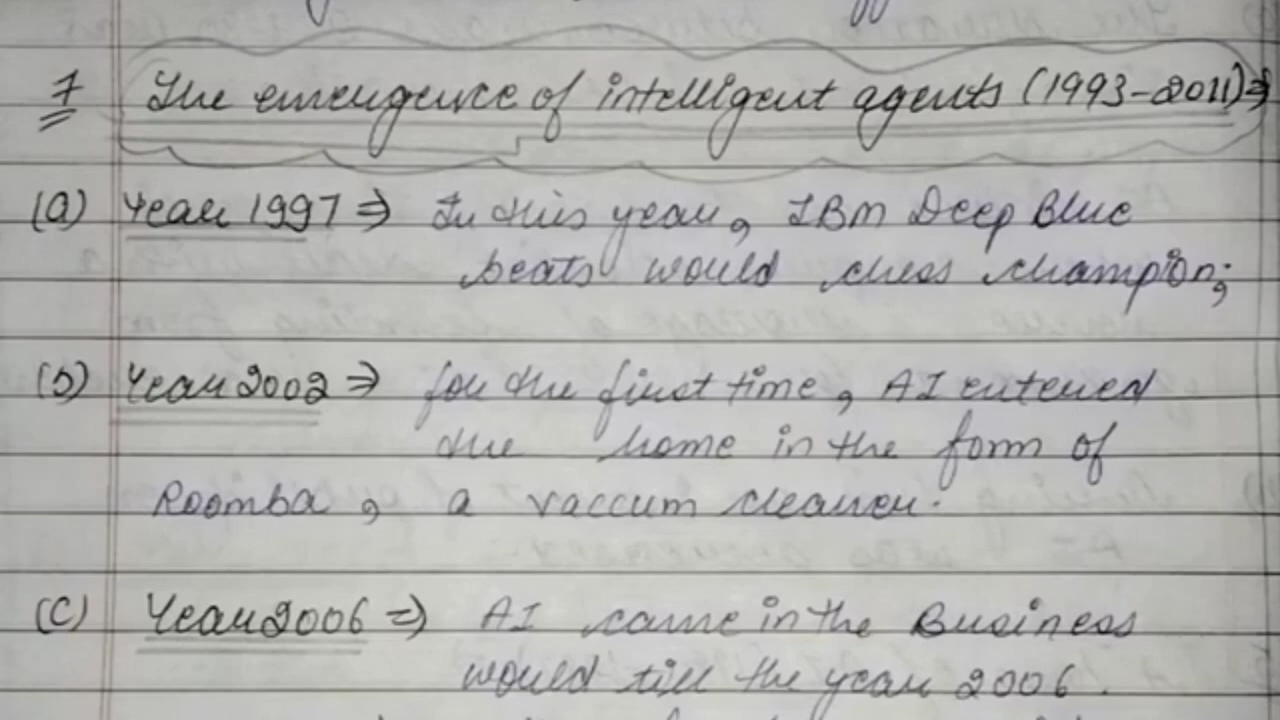 7 The emergence of intelligent agents (1993-2011) ⇒
(a) Year 1997 ⇒ In this year, IBM Deep Blue
beats world chess champion;
(b) Year 2002 ⇒ for the first time, AI entered
the home in the form of
Roomba, a vaccum cleaner.
(c) Year 2006 ⇒ AI came in the Business
world till the year 2006.